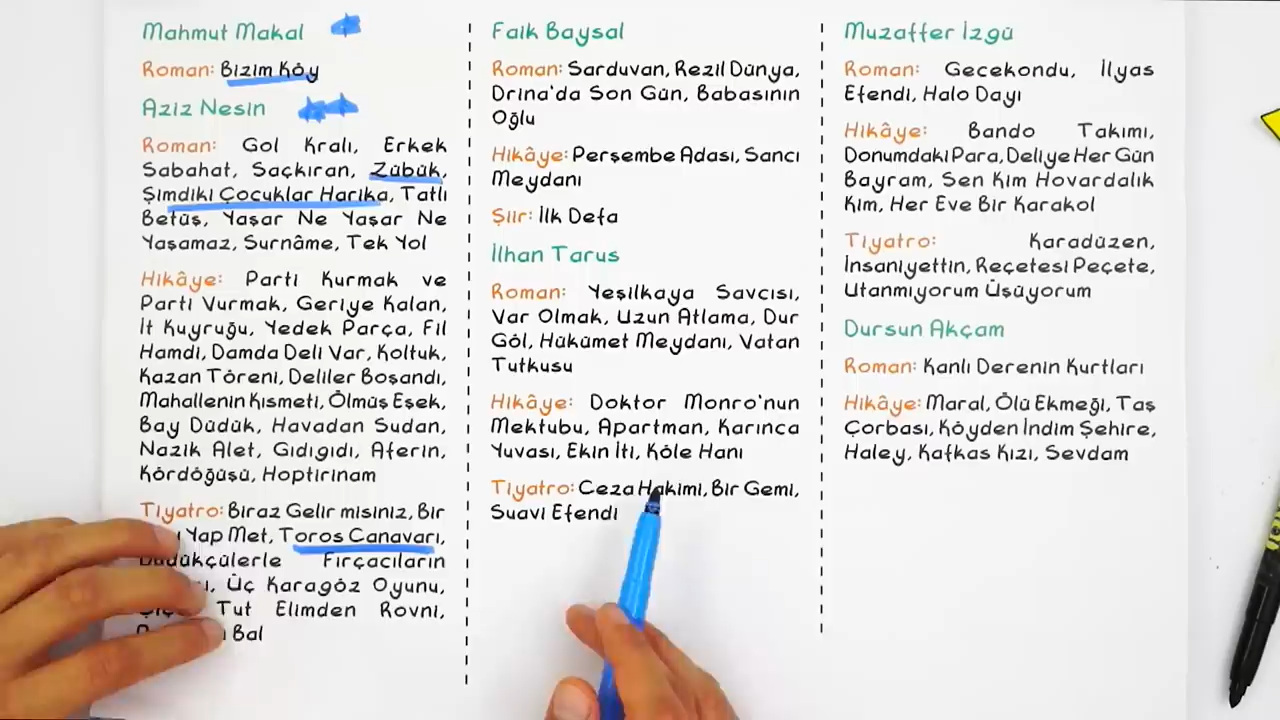 Mahmut Makal
Roman: Bizim Köy
Aziz Nesin
Roman: Gol Kralı, Erkek
Sabahat, Saçkıran, Zübük,
Şimdiki Çocuklar Harika, Tatlı
Betüş, Yaşar Ne Yaşar Ne
Yaşamaz, Surnâme, Tek Yol
Hikâye: Parti Kurmak ve
Parti Vurmak, Geriye Kalan,
İt Kuyruğu, Yedek Parça, Fil
Hamdi, Damda Deli Var, Koltuk,
Kazan Töreni, Deliler Boşandı,
Mahallenin Kısmeti, Ölmüş Eşek,
Bay Düdük, Havadan Sudan,
Nazik Alet, Gıdıgıdı, Aferin,
Kördöğüşü, Hoptirinam
Tiyatro: Biraz Gelir misiniz, Bir
Yap Met, Toros Canavarı,
Düdükçülerle Fırçacıların
Üç Karagöz Oyunu,
Tut Elimden Rovni,
Bal
Faik Baysal
Roman: Sarduvan, Rezil Dünya,
Drina'da Son Gün, Babasının
Oğlu
Hikâye: Perşembe Adası, Sancı
Meydanı
Şiir: İlk Defa
İlhan Tarus
Roman: Yeşilkaya Savcısı,
Var Olmak, Uzun Atlama, Dur
Göl, Hükümet Meydanı, Vatan
Tutkusu
Hikâye: Doktor Monro'nun
Mektubu, Apartman, Karınca
Yuvası, Ekin İti, Köle Hanı
Tiyatro: Ceza Hakimi, Bir Gemi,
Suavi Efendi
Muzaffer İzgü
Roman: Gecekondu, İlyas
Efendi, Halo Dayı
Hikâye: Bando Takımı,
Donumdaki Para, Deliye Her Gün
Bayram, Sen Kim Hovardalık
Kim, Her Eve Bir Karakol
Tiyatro: Karadüzen,
İnsaniyettin, Reçetesi Peçete,
Utanmıyorum Üşüyorum
Dursun Akçam
Roman: Kanlı Derenin Kurtları
Hikâye: Maral, Ölü Ekmeği, Taş
Çorbası, Köyden İndim Şehire,
Haley, Kafkas Kızı, Sevdam